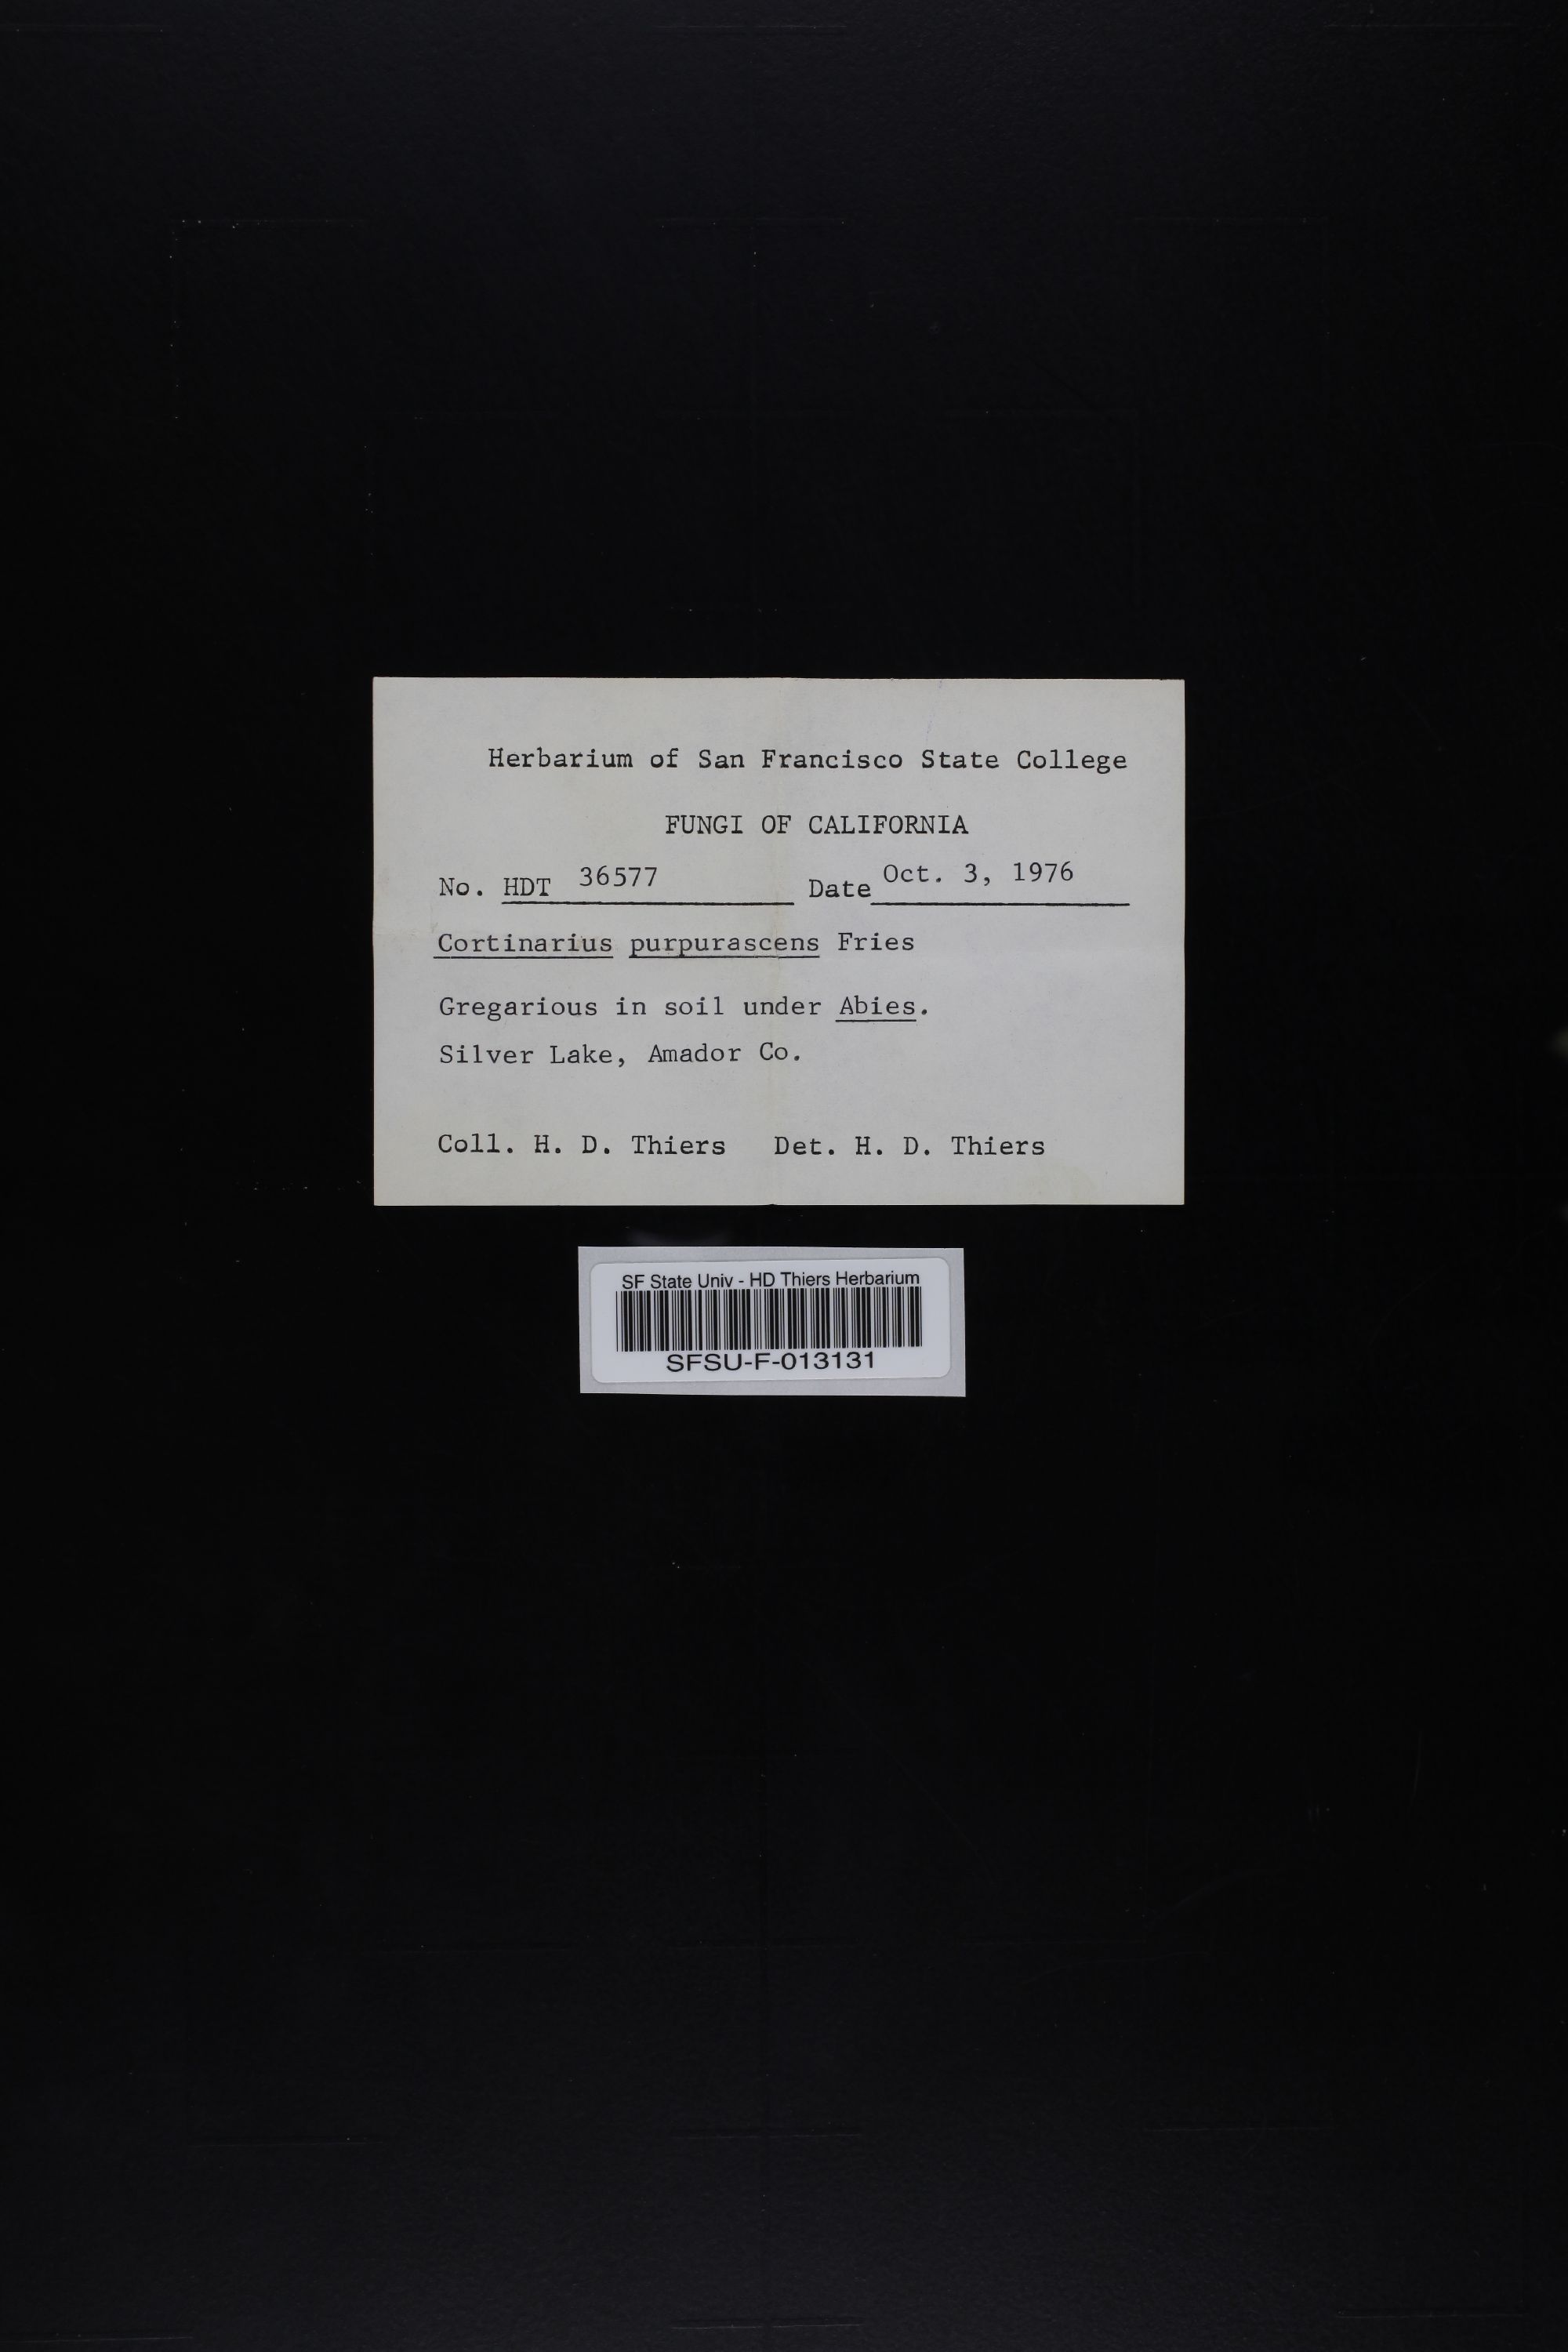 Herbarium of San Francisco State College
FUNGI OF CALIFORNIA
No. HDT 36577 Date Oct. 3, 1976
Cortinarius purpurascens Fries
Gregarious in soil under Abies.
Silver Lake, Amador Co.
Coll. H. D. Thiers Det. H. D. Thiers
SF State Univ - HD Thiers Herbarium
SFSU-F-013131